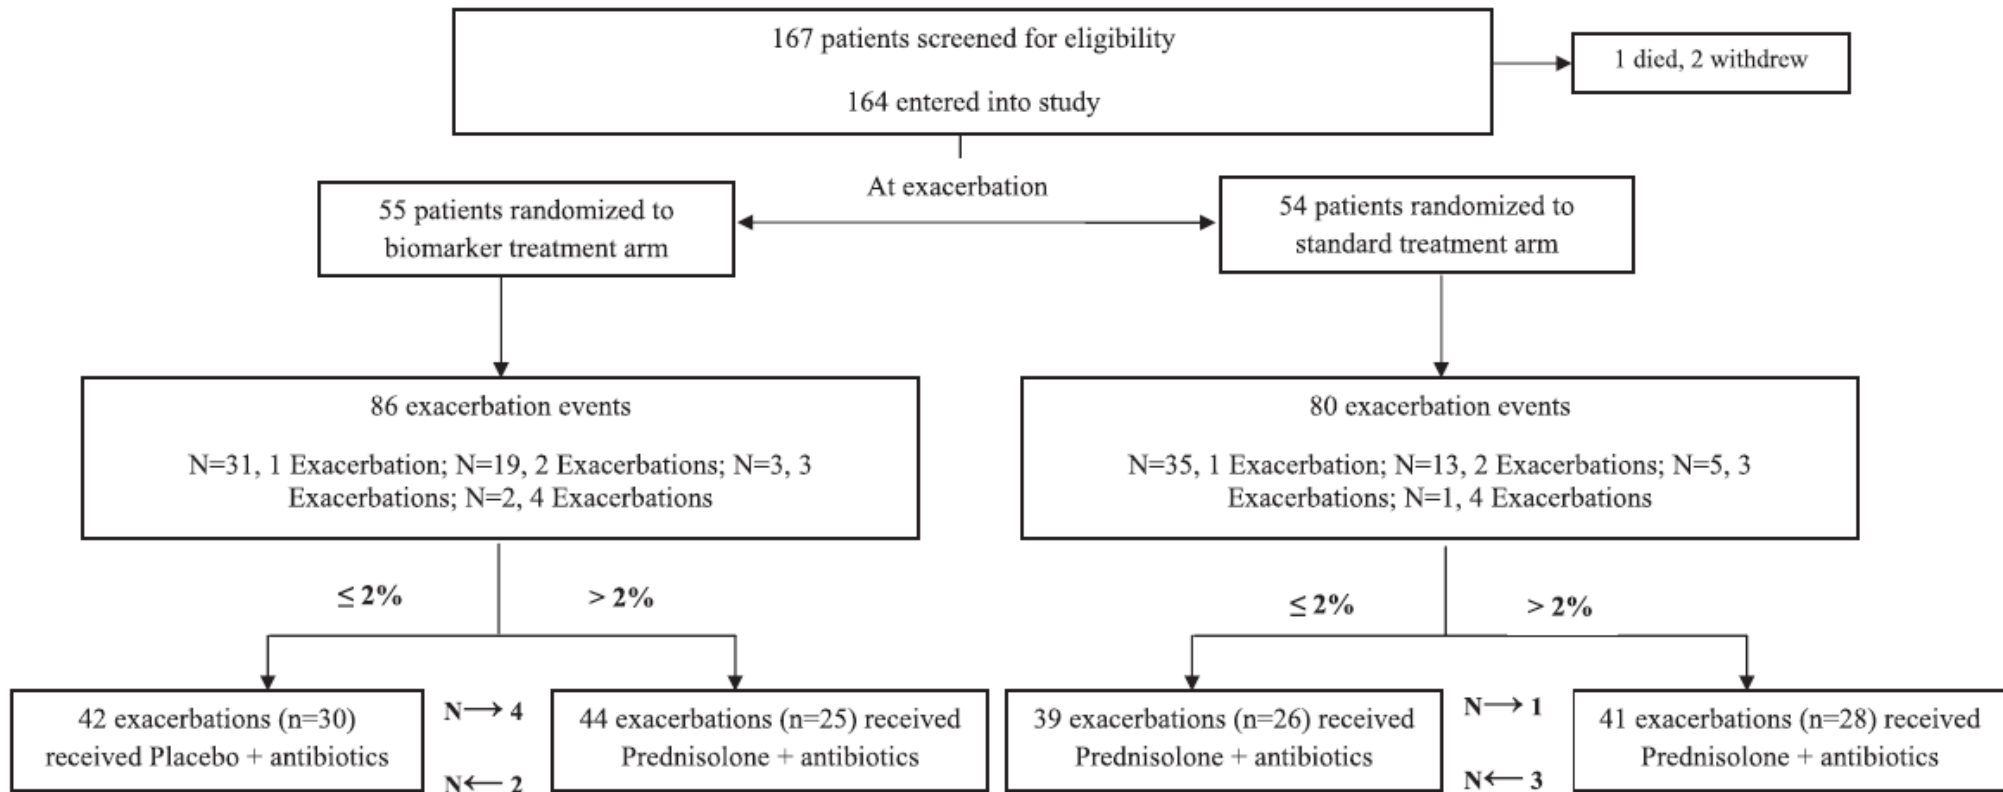 167 patients screened for eligibility
164 entered into study
1 died, 2 withdrew
At exacerbation
55 patients randomized to
biomarker treatment arm
54 patients randomized to
standard treatment arm
86 exacerbation events
N=31, 1 Exacerbation; N=19, 2 Exacerbations; N=3, 3
Exacerbations; N=2, 4 Exacerbations
80 exacerbation events
N=35, 1 Exacerbation; N=13, 2 Exacerbations; N=5, 3
Exacerbations; N=1, 4 Exacerbations
≤ 2%
> 2%
≤ 2%
> 2%
42 exacerbations (n=30)
received Placebo + antibiotics
N→ 4
N← 2
44 exacerbations (n=25) received
Prednisolone + antibiotics
39 exacerbations (n=26) received
Prednisolone + antibiotics
N→ 1
N← 3
41 exacerbations (n=28) received
Prednisolone + antibiotics